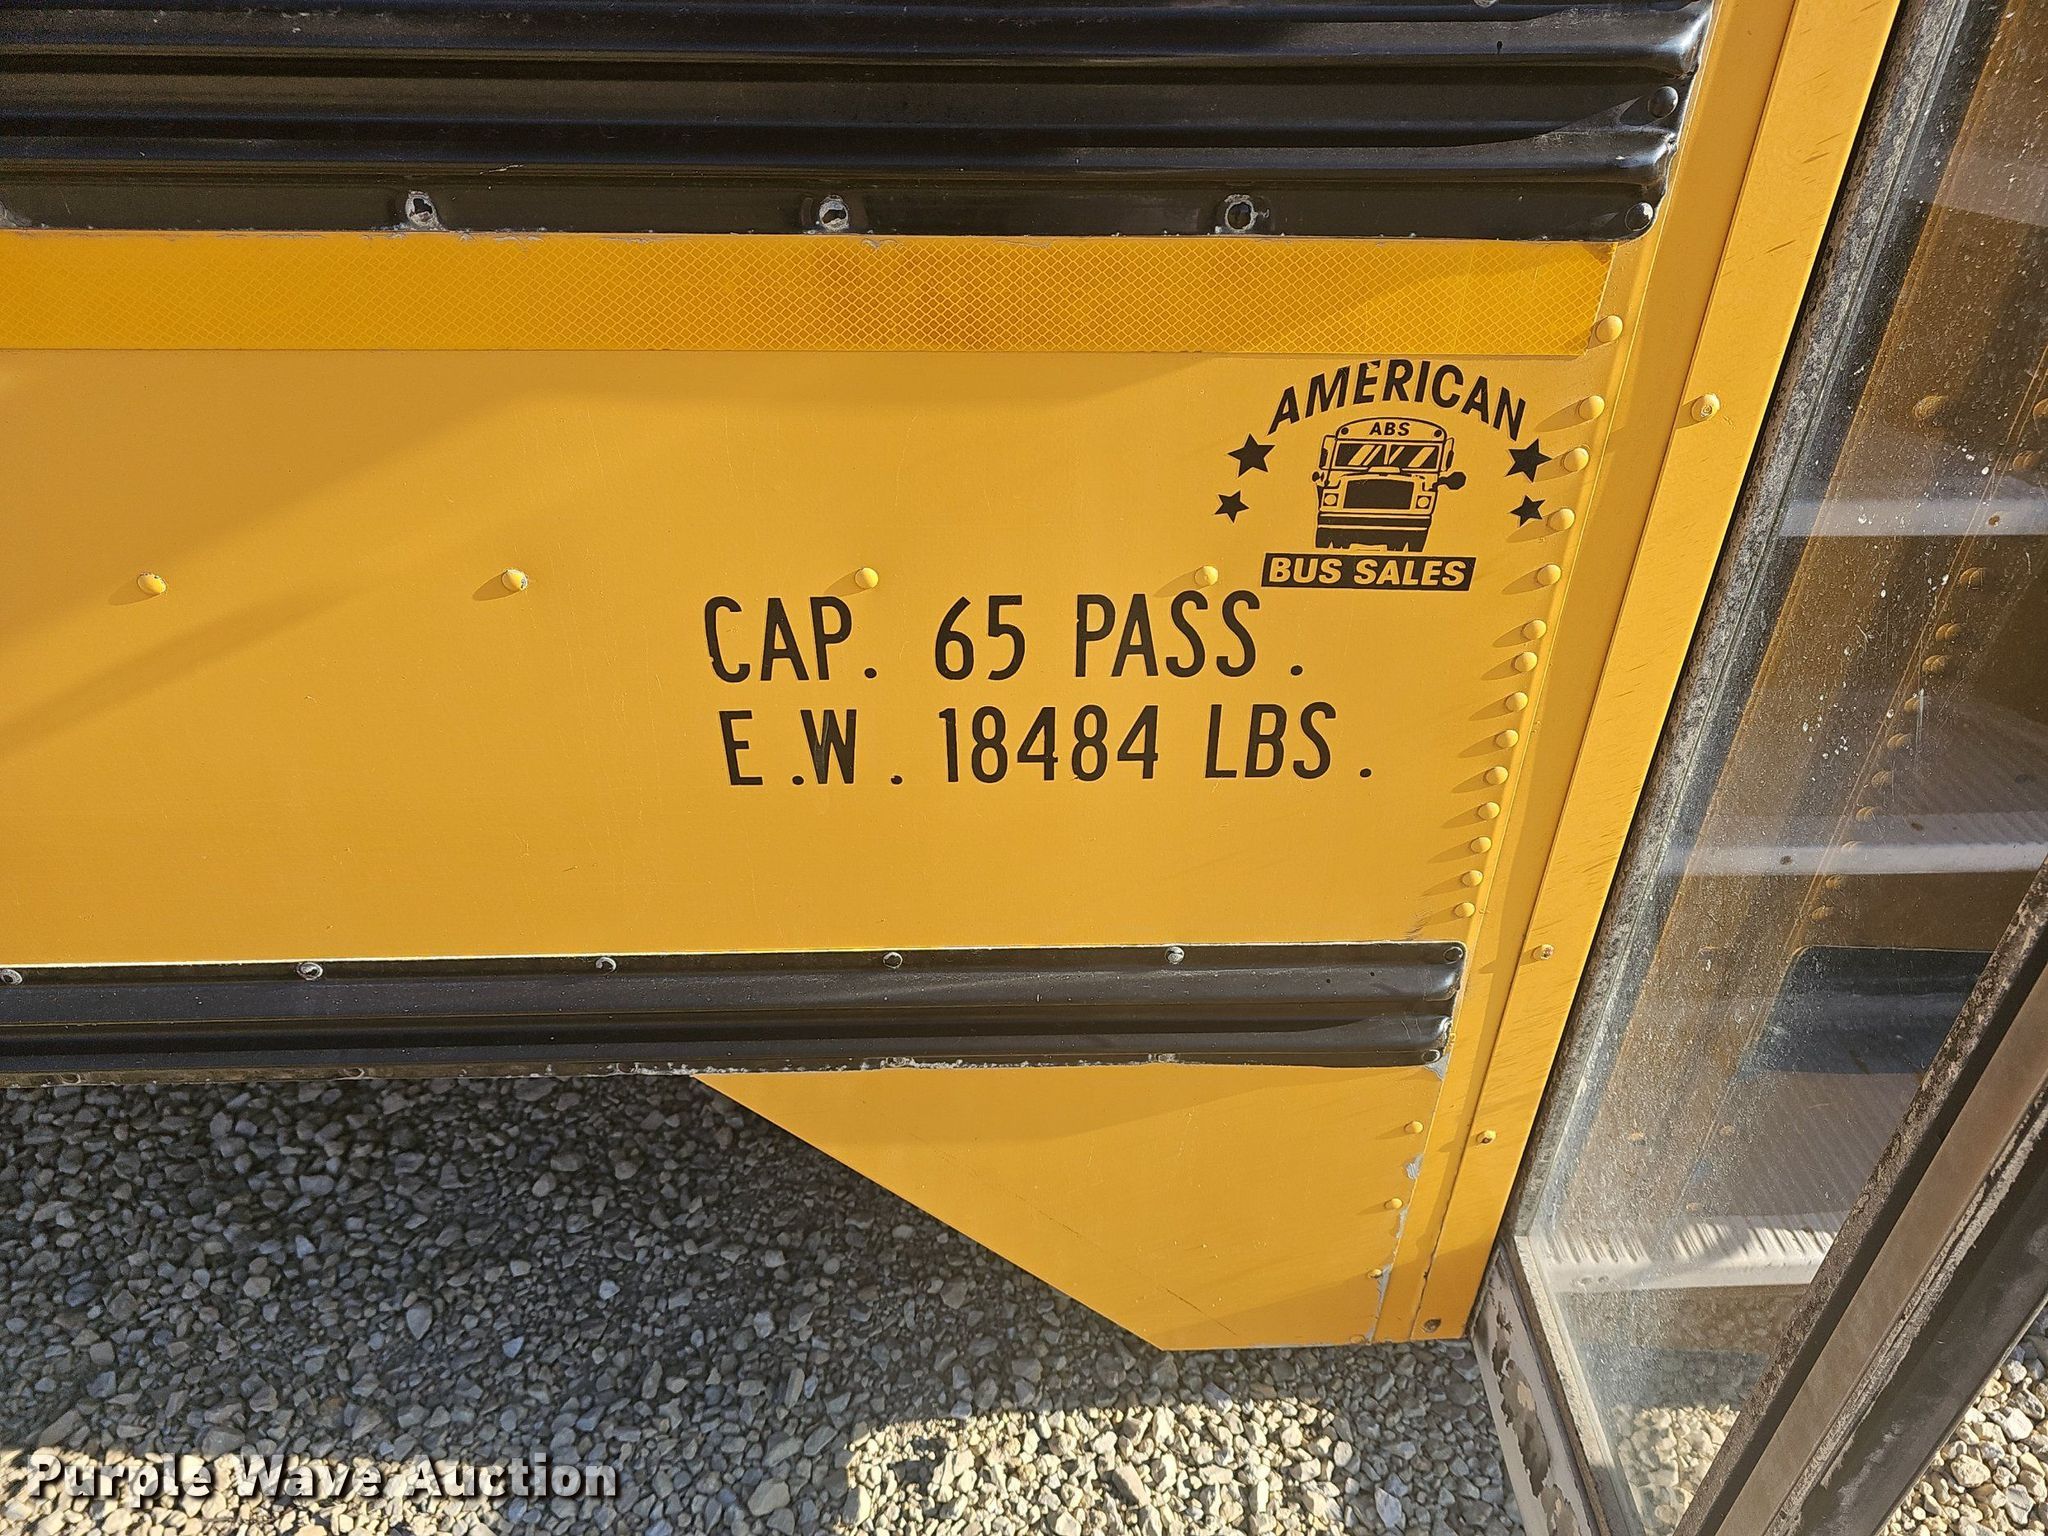 AMERICAN
ABS
BUS SALES
CAP. 65 PASS.
E.W. 18484 LBS.
Purple Wave Auction